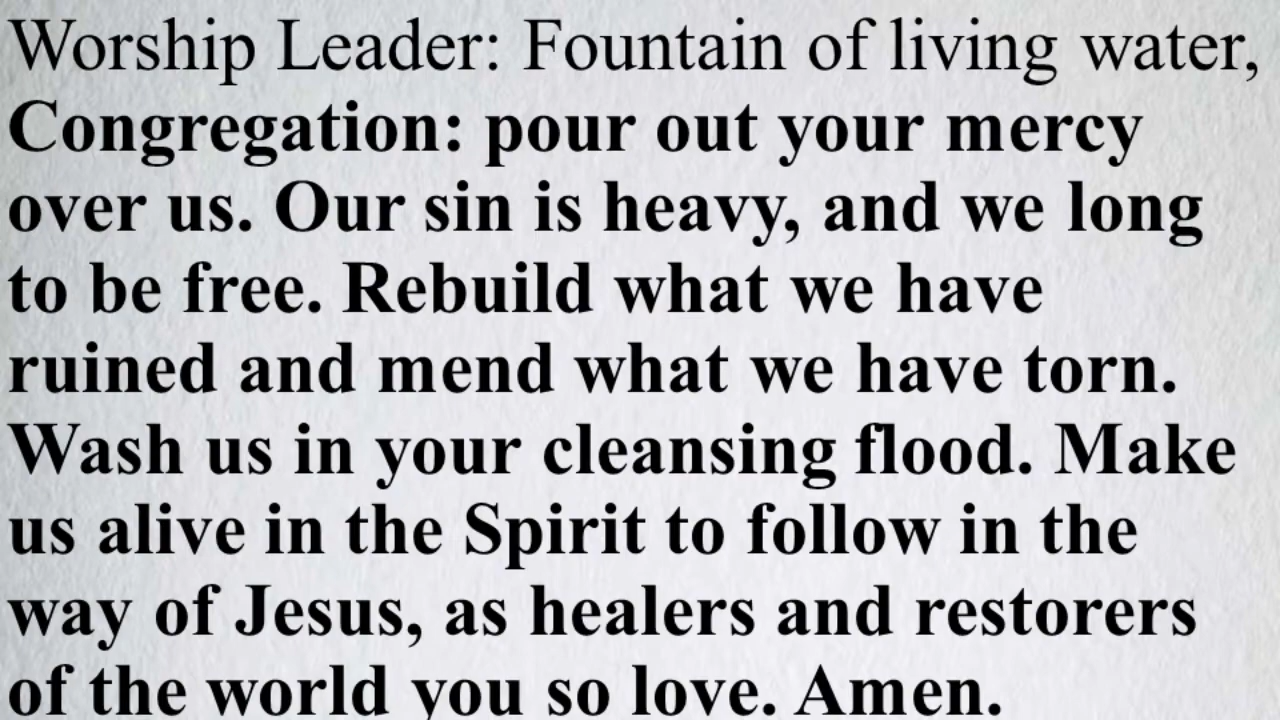 Worship Leader: Fountain of living water,
Congregation: pour out your mercy
over us. Our sin is heavy, and we long
to be free. Rebuild what we have
ruined and mend what we have torn.
Wash us in your cleansing flood. Make
us alive in the Spirit to follow in the
way of Jesus, as healers and restorers
of the world you so love. Amen.